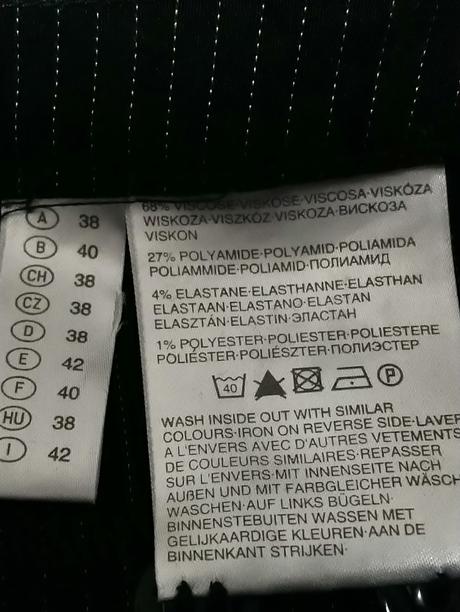 A 38
B 40
CH 38
CZ 38
D 38
E 42
F 40
HU 38
I 42
68% VISCOSE·VISKOSE·VISCOSA·VISKÓZA
WISKOZA·VISZKÓZ VISKOZA·ВИСКОЗА
VISKON
27% POLYAMIDE·POLYAMID·POLIAMIDA
POLIAMMIDE·POLIAMID·ПОЛИАМИД
4% ELASTANE·ELASTHANNE·ELASTHAN
ELASTAAN·ELASTANO·ELASTAN
ELASZTÁN·ELASTIN·ЭЛАСТАН
1% POLYESTER·POLIESTER·POLIESTERE
POLIÉSTER·POLIÉSZTER·ПОЛИЭСТЕР
40 P
WASH INSIDE OUT WITH SIMILAR
COLOURS·IRON ON REVERSE SIDE·LAVER
A L'ENVERS AVEC D'AUTRES VETEMENTS
DE COULEURS SIMILAIRES·REPASSER
SUR L'ENVERS·MIT INNENSEITE NACH
AUßEN UND MIT FARBGLEICHER WÄSCH
WASCHEN·AUF LINKS BÜGELN·
BINNENSTEBUITEN WASSEN MET
GELIJKAARDIGE KLEUREN·AAN DE
BINNENKANT STRIJKEN·